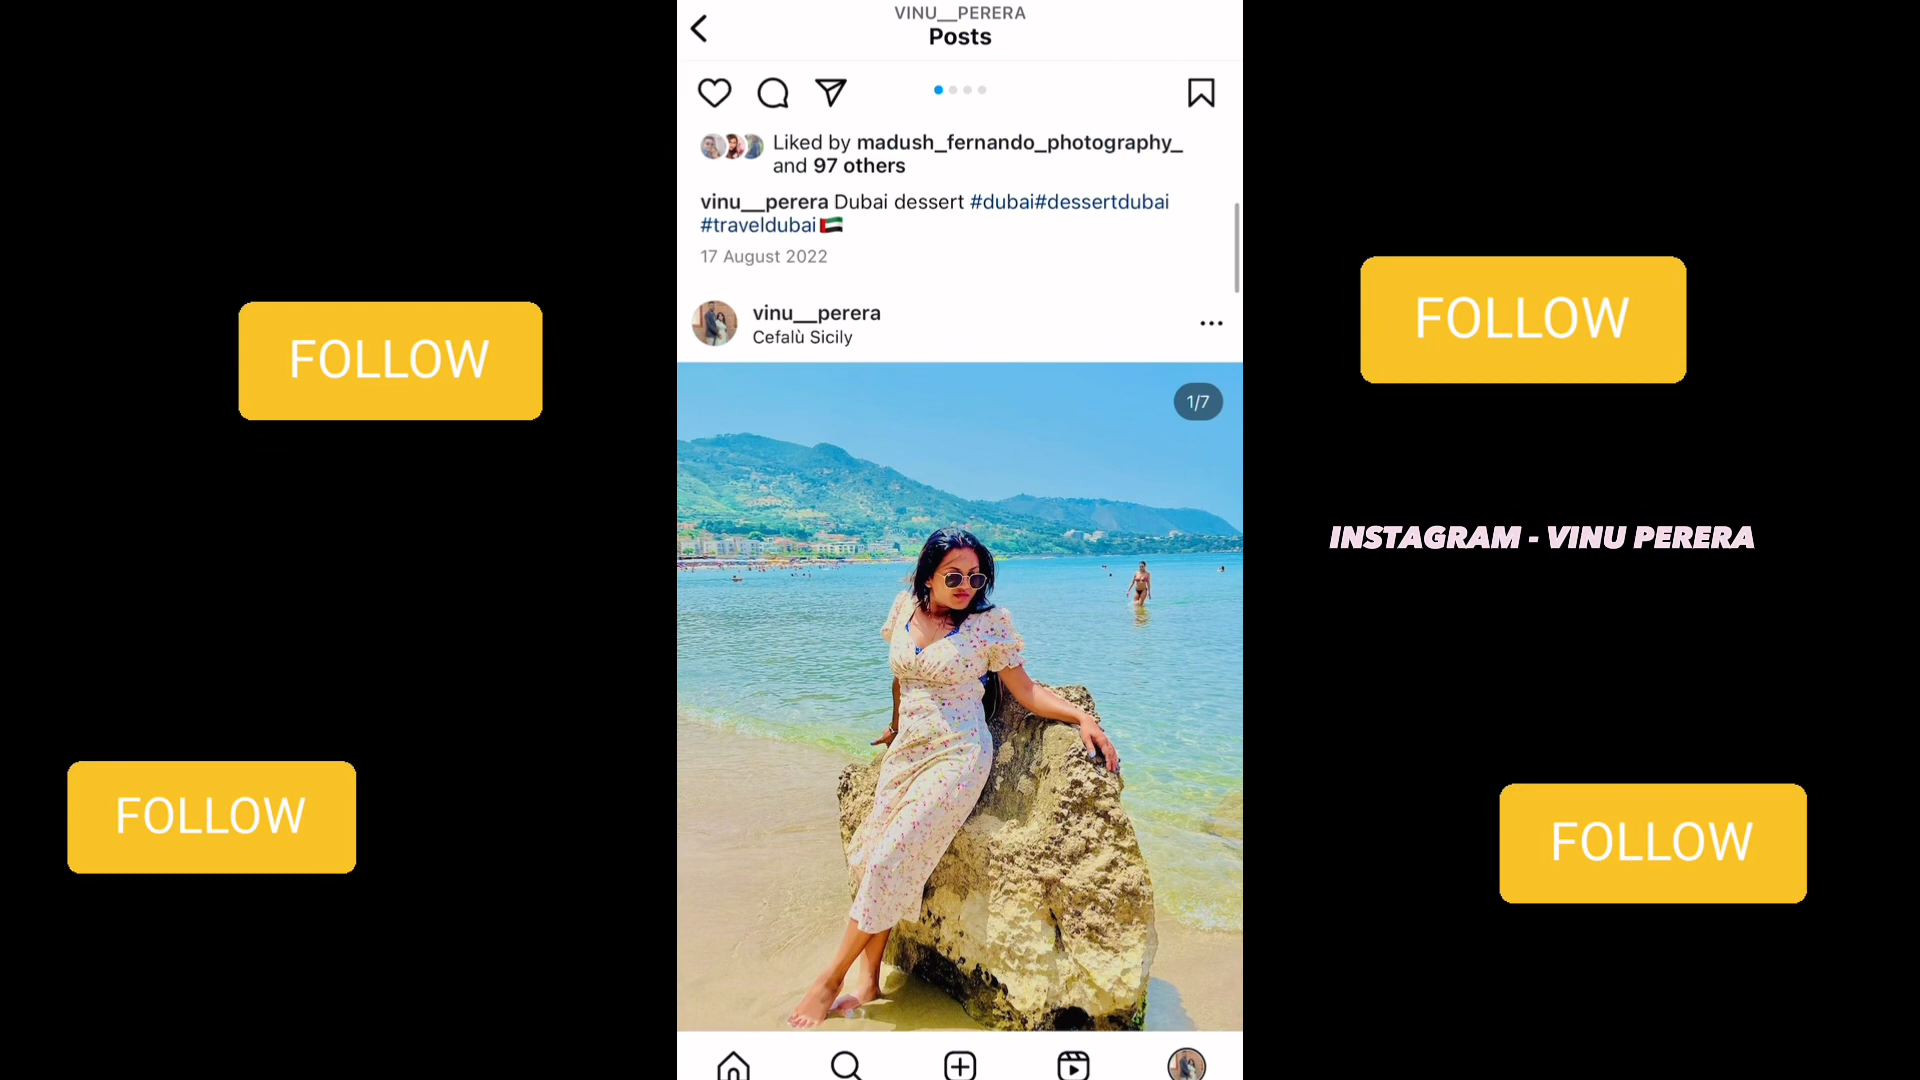 VINU__PERERA
Posts
Liked by madush_fernando_photography_
and 97 others
vinu__perera Dubai dessert #dubai#dessertdubai
#traveldubai🇦🇪
17 August 2022
vinu__perera
Cefalù Sicily
1/7
FOLLOW
FOLLOW
INSTAGRAM - VINU PERERA
FOLLOW
FOLLOW